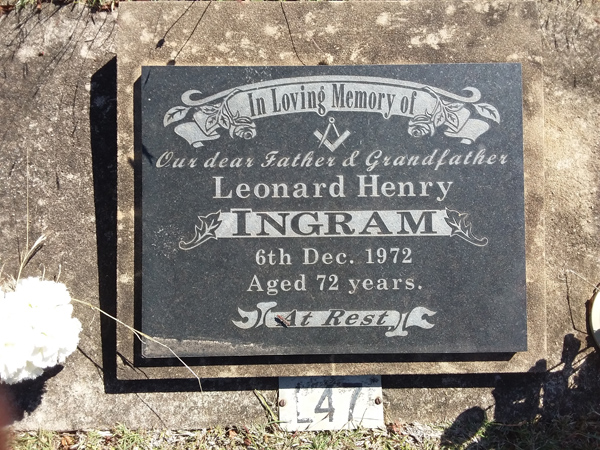 In Loving Memory of
Our dear Father & Grandfather
Leonard Henry
INGRAM
6th Dec. 1972
Aged 72 years.
At Rest
L47